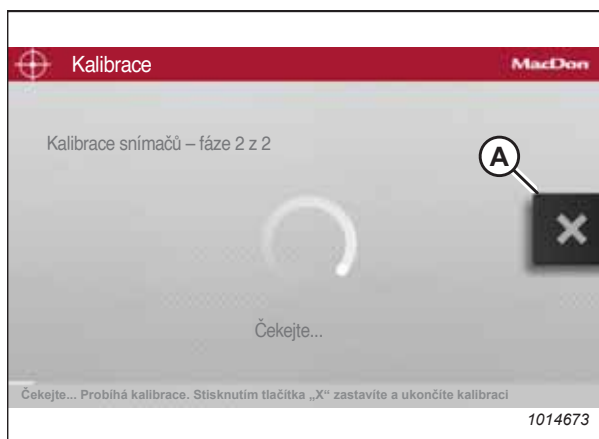 Kalibrace
MacDon
Kalibrace snímačů – fáze 2 z 2
A
Čekejte...
Čekejte... Probíhá kalibrace. Stisknutím tlačítka „X“ zastavíte a ukončíte kalibraci
1014673